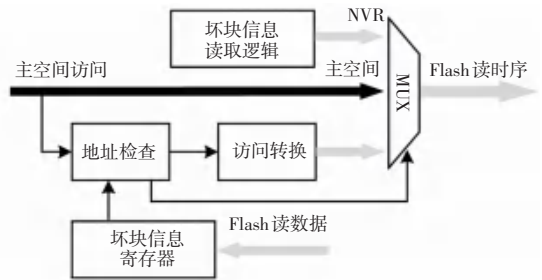 坏块信息
读取逻辑
NVR
主空间访问
主空间
MUX
Flash 读时序
地址检查
访问转换
Flash 读数据
坏块信息
寄存器